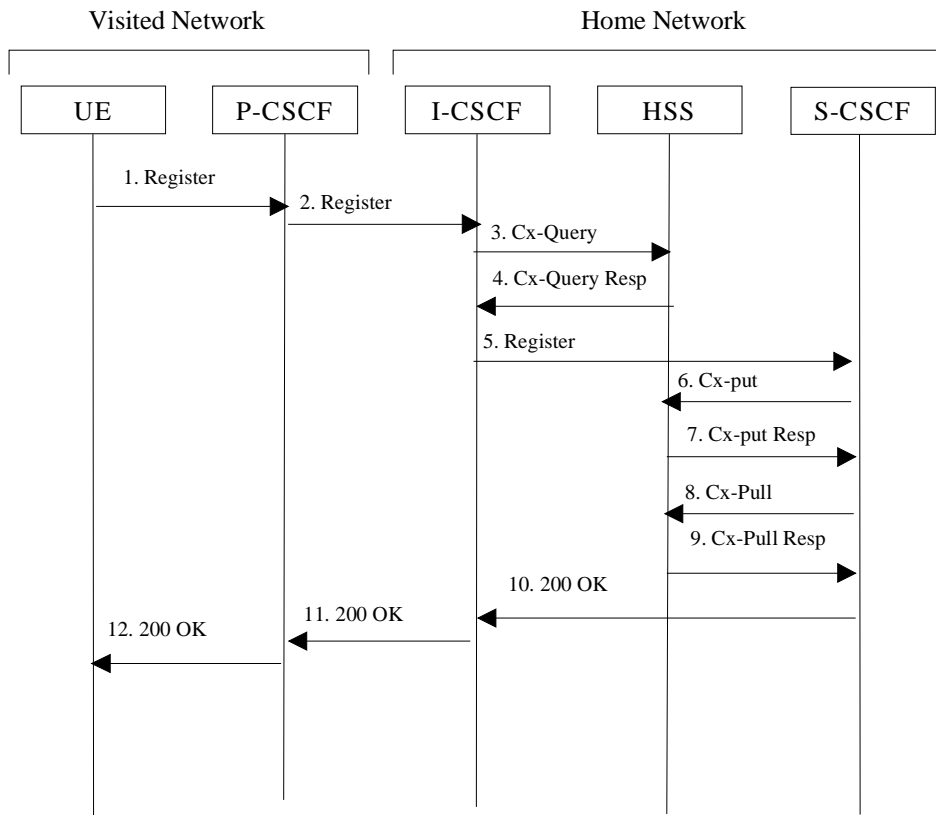 Visited Network
Home Network
UE
P-CSCF
I-CSCF
HSS
S-CSCF
1. Register
2. Register
3. Cx-Query
4. Cx-Query Resp
5. Register
6. Cx-put
7. Cx-put Resp
8. Cx-Pull
9. Cx-Pull Resp
10. 200 OK
11. 200 OK
12. 200 OK